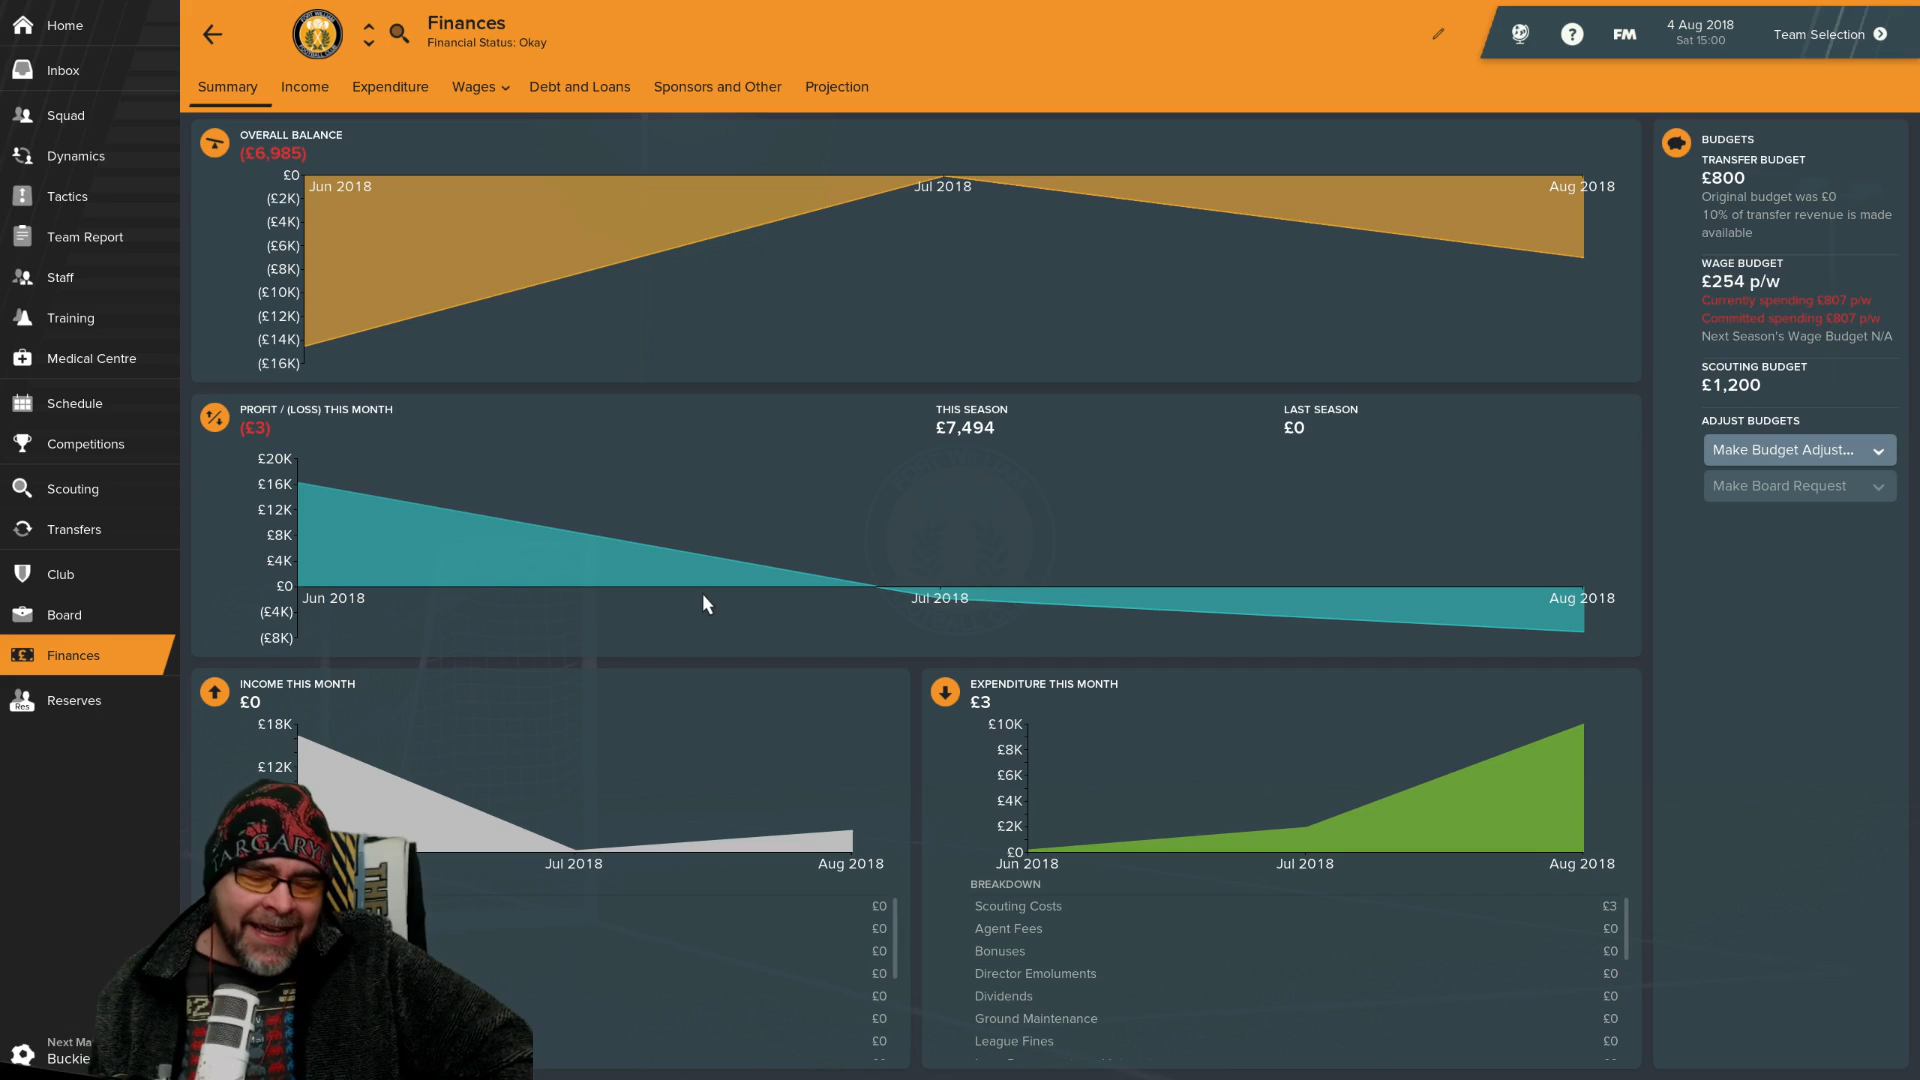 Home
Inbox
Squad
Dynamics
Tactics
Team Report
Staff
Training
Medical Centre
Schedule
Competitions
Scouting
Transfers
Club
Board
Finances
Res
Reserves
Next Ma
Buckie
Finances
Financial Status: Okay
FM
4 Aug 2018
Sat 15:00
Team Selection
Summary
Income
Expenditure
Wages
Debt and Loans
Sponsors and Other
Projection
OVERALL BALANCE
(£6,985)
£0
(£2K)
(£4K)
(£6K)
(£8K)
(£10K)
(£12K)
(£14K)
(£16K)
Jun 2018
Jul 2018
Aug 2018
PROFIT / (LOSS) THIS MONTH
(£3)
THIS SEASON
£7,494
LAST SEASON
£0
£20K
£16K
£12K
£8K
£4K
£0
(£4K)
(£8K)
Jun 2018
Jul 2018
Aug 2018
INCOME THIS MONTH
£0
£18K
£12K
Jul 2018
Aug 2018
£0
£0
£0
£0
£0
£0
£0
EXPENDITURE THIS MONTH
£3
£10K
£8K
£6K
£4K
£2K
£0
Jun 2018
Jul 2018
Aug 2018
BREAKDOWN
Scouting Costs £3
Agent Fees £0
Bonuses £0
Director Emoluments £0
Dividends £0
Ground Maintenance £0
League Fines £0
BUDGETS
TRANSFER BUDGET
£800
Original budget was £0
10% of transfer revenue is made
available
WAGE BUDGET
£254 p/w
Currently spending £807 p/w
Committed spending £807 p/w
Next Season's Wage Budget N/A
SCOUTING BUDGET
£1,200
ADJUST BUDGETS
Make Budget Adjust...
Make Board Request